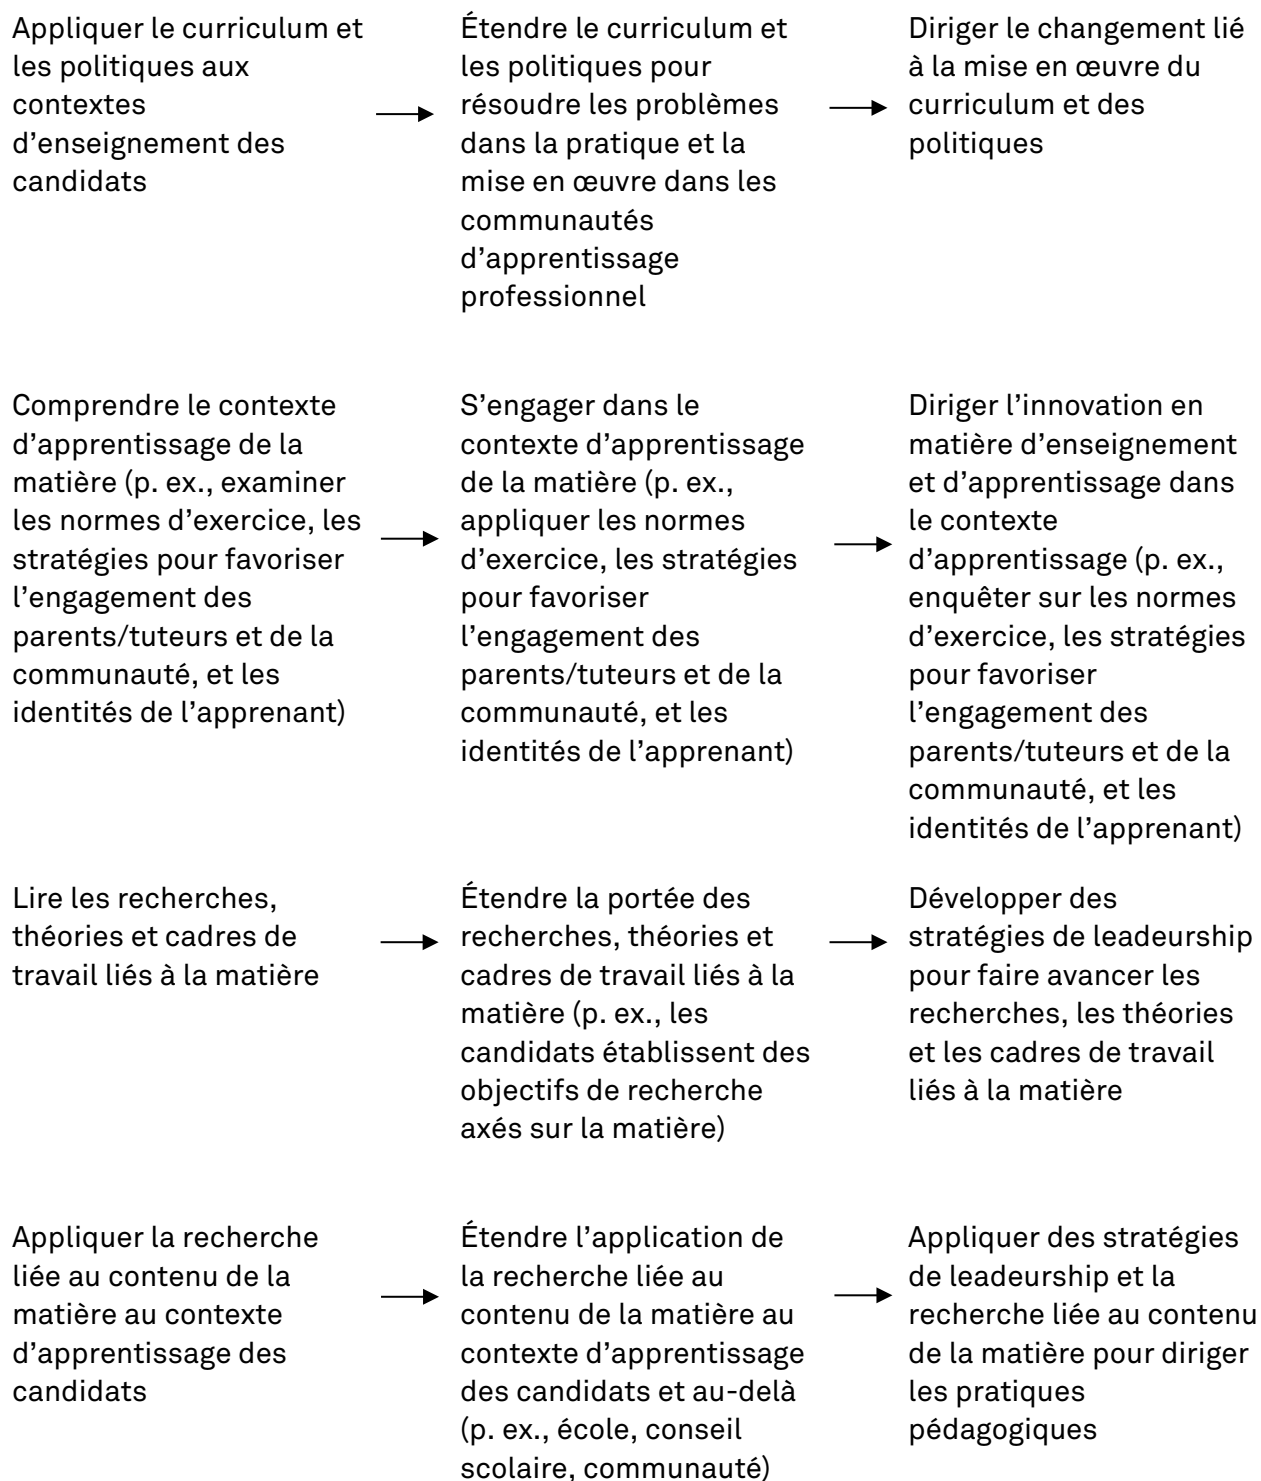 Appliquer le curriculum et
les politiques aux
contextes
d’enseignement des
candidats
Étendre le curriculum et
les politiques pour
résoudre les problèmes
dans la pratique et la
mise en œuvre dans les
communautés
d’apprentissage
professionnel
Diriger le changement lié
à la mise en œuvre du
curriculum et des
politiques
Comprendre le contexte
d’apprentissage de la
matière (p. ex., examiner
les normes d’exercice, les
stratégies pour favoriser
l’engagement des
parents/tuteurs et de la
communauté, et les
identités de l’apprenant)
S’engager dans le
contexte d’apprentissage
de la matière (p. ex.,
appliquer les normes
d’exercice, les stratégies
pour favoriser
l’engagement des
parents/tuteurs et de la
communauté, et les
identités de l’apprenant)
Diriger l’innovation en
matière d’enseignement
et d’apprentissage dans
le contexte
d’apprentissage (p. ex.,
enquêter sur les normes
d’exercice, les stratégies
pour favoriser
l’engagement des
parents/tuteurs et de la
communauté, et les
identités de l’apprenant)
Lire les recherches,
théories et cadres de
travail liés à la matière
Étendre la portée des
recherches, théories et
cadres de travail liés à la
matière (p. ex., les
candidats établissent des
objectifs de recherche
axés sur la matière)
Développer des
stratégies de leadeurship
pour faire avancer les
recherches, les théories
et les cadres de travail
liés à la matière
Appliquer la recherche
liée au contenu de la
matière au contexte
d’apprentissage des
candidats
Étendre l’application de
la recherche liée au
contenu de la matière au
contexte d’apprentissage
des candidats et au-delà
(p. ex., école, conseil
scolaire, communauté)
Appliquer des stratégies
de leadeurship et la
recherche liée au contenu
de la matière pour diriger
les pratiques
pédagogiques